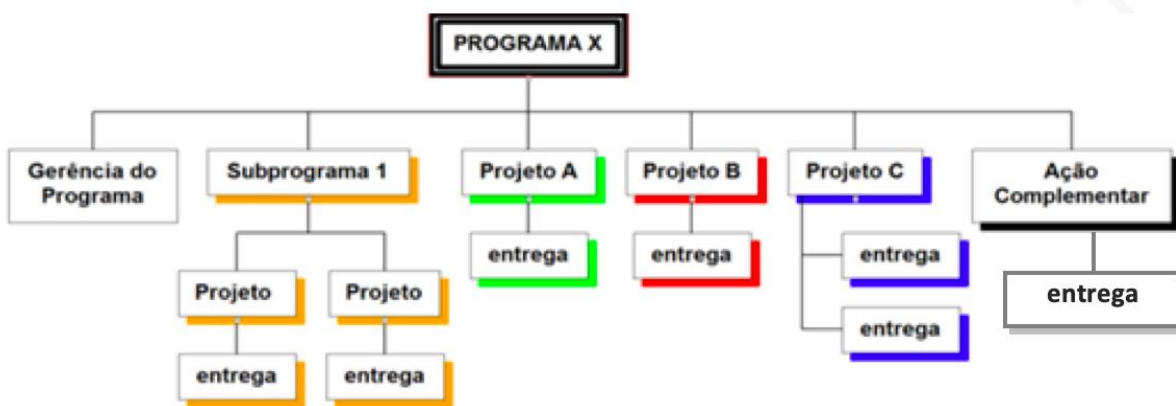 PROGRAMA X
Gerência do
Programa
Subprograma 1
Projeto A
Projeto B
Projeto C
Ação
Complementar
entrega
entrega
entrega
entrega
Projeto
Projeto
entrega
entrega
entrega